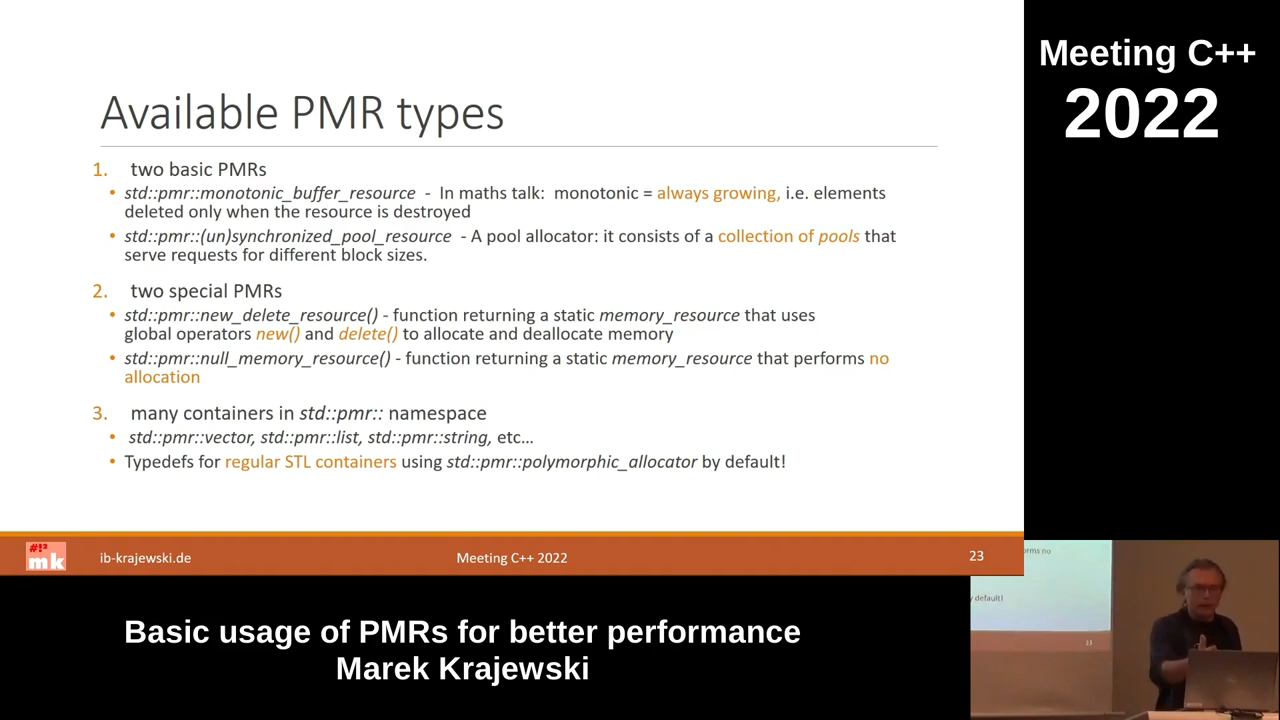 Available PMR types
1. two basic PMRs
• std::pmr::monotonic_buffer_resource - In maths talk: monotonic = always growing, i.e. elements
deleted only when the resource is destroyed
• std::pmr::(un)synchronized_pool_resource - A pool allocator: it consists of a collection of pools that
serve requests for different block sizes.
2. two special PMRs
• std::pmr::new_delete_resource() - function returning a static memory_resource that uses
global operators new() and delete() to allocate and deallocate memory
• std::pmr::null_memory_resource() - function returning a static memory_resource that performs no
allocation
3. many containers in std::pmr:: namespace
• std::pmr::vector, std::pmr::list, std::pmr::string, etc…
• Typedefs for regular STL containers using std::pmr::polymorphic_allocator by default!
#!²
mk
ib-krajewski.de
Meeting C++ 2022
23
Meeting C++
2022
orms no
y default!
Basic usage of PMRs for better performance
Marek Krajewski